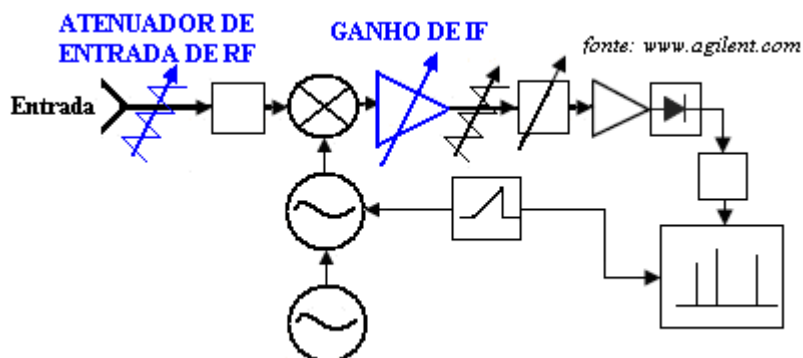 ATENUADOR DE
ENTRADA DE RF
GANHO DE IF
fonte: www.agilent.com
Entrada